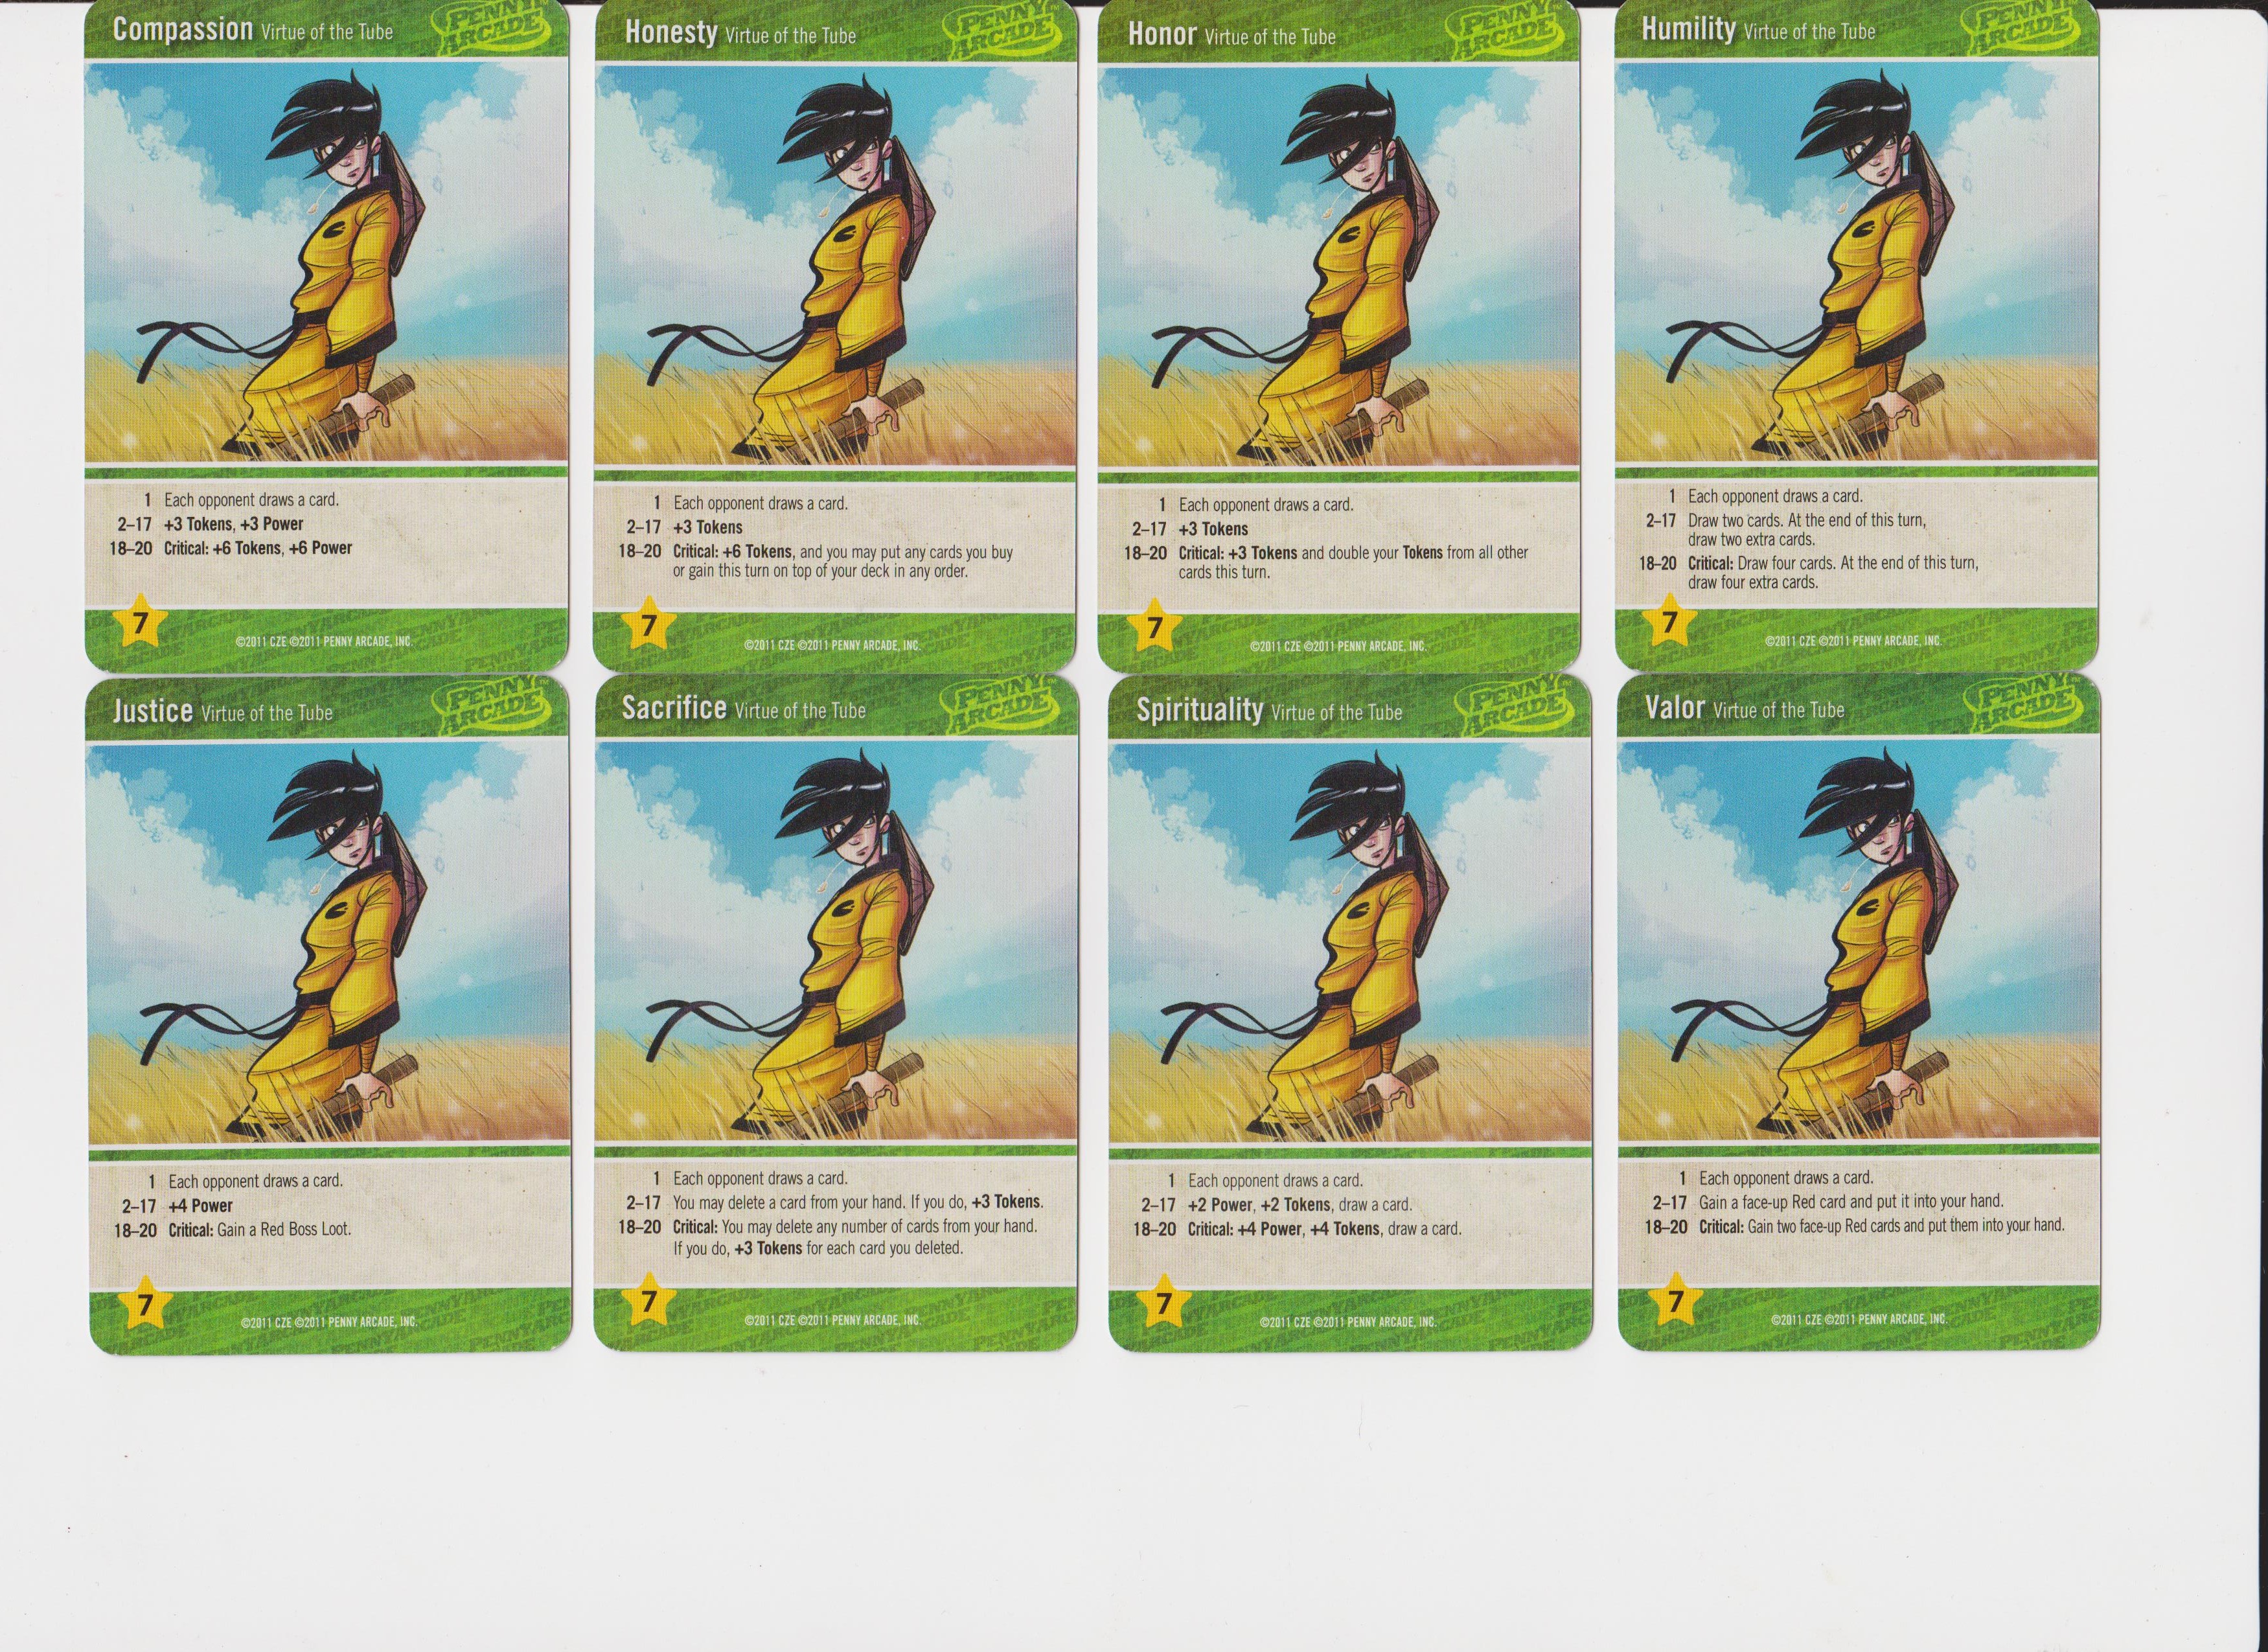 Compassion Virtue of the Tube
PENNY ARCADE™
1 Each opponent draws a card.
2–17 +3 Tokens, +3 Power
18–20 Critical: +6 Tokens, +6 Power
7
©2011 CZE ©2011 PENNY ARCADE, INC.
Honesty Virtue of the Tube
PENNY ARCADE™
1 Each opponent draws a card.
2–17 +3 Tokens
18–20 Critical: +6 Tokens, and you may put any cards you buy
or gain this turn on top of your deck in any order.
7
©2011 CZE ©2011 PENNY ARCADE, INC.
Honor Virtue of the Tube
PENNY ARCADE™
1 Each opponent draws a card.
2–17 +3 Tokens
18–20 Critical: +3 Tokens and double your Tokens from all other
cards this turn.
7
©2011 CZE ©2011 PENNY ARCADE, INC.
Humility Virtue of the Tube
PENNY ARCADE™
1 Each opponent draws a card.
2–17 Draw two cards. At the end of this turn,
draw two extra cards.
18–20 Critical: Draw four cards. At the end of this turn,
draw four extra cards.
7
©2011 CZE ©2011 PENNY ARCADE, INC.
Justice Virtue of the Tube
PENNY ARCADE™
1 Each opponent draws a card.
2–17 +4 Power
18–20 Critical: Gain a Red Boss Loot.
7
©2011 CZE ©2011 PENNY ARCADE, INC.
Sacrifice Virtue of the Tube
PENNY ARCADE™
1 Each opponent draws a card.
2–17 You may delete a card from your hand. If you do, +3 Tokens.
18–20 Critical: You may delete any number of cards from your hand.
If you do, +3 Tokens for each card you deleted.
7
©2011 CZE ©2011 PENNY ARCADE, INC.
Spirituality Virtue of the Tube
PENNY ARCADE™
1 Each opponent draws a card.
2–17 +2 Power, +2 Tokens, draw a card.
18–20 Critical: +4 Power, +4 Tokens, draw a card.
7
©2011 CZE ©2011 PENNY ARCADE, INC.
Valor Virtue of the Tube
PENNY ARCADE™
1 Each opponent draws a card.
2–17 Gain a face-up Red card and put it into your hand.
18–20 Critical: Gain two face-up Red cards and put them into your hand.
7
©2011 CZE ©2011 PENNY ARCADE, INC.